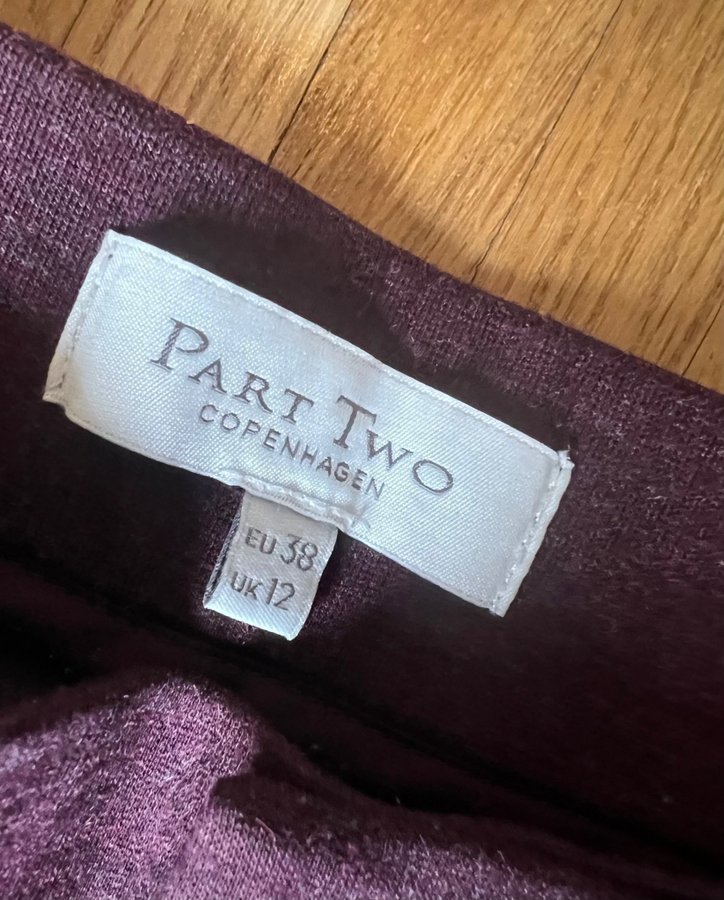 PART TWO
COPENHAGEN
EU 38
UK 12